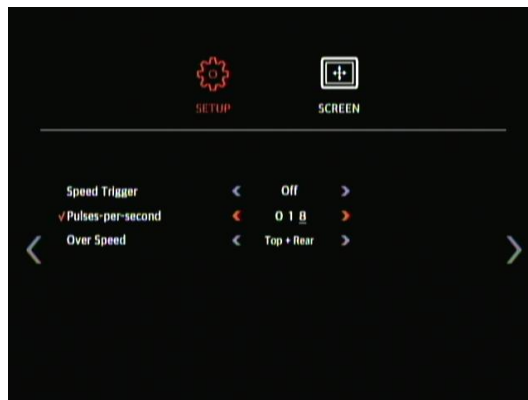 SETUP SCREEN
Speed Trigger Off
√Pulses-per-second 0 1 8
Over Speed Top + Rear